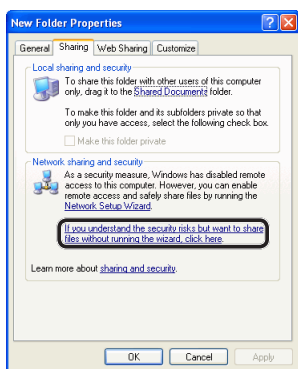 New Folder Properties
General Sharing Web Sharing Customize
Local sharing and security
To share this folder with other users of this computer
only, drag it to the Shared Documents folder.
To make this folder and its subfolders private so that
only you have access, select the following check box.
Make this folder private
Network sharing and security
As a security measure, Windows has disabled remote
access to this computer. However, you can enable
remote access and safely share files by running the
Network Setup Wizard.
If you understand the security risks but want to share
files without running the wizard, click here.
Learn more about sharing and security.
OK Cancel Apply